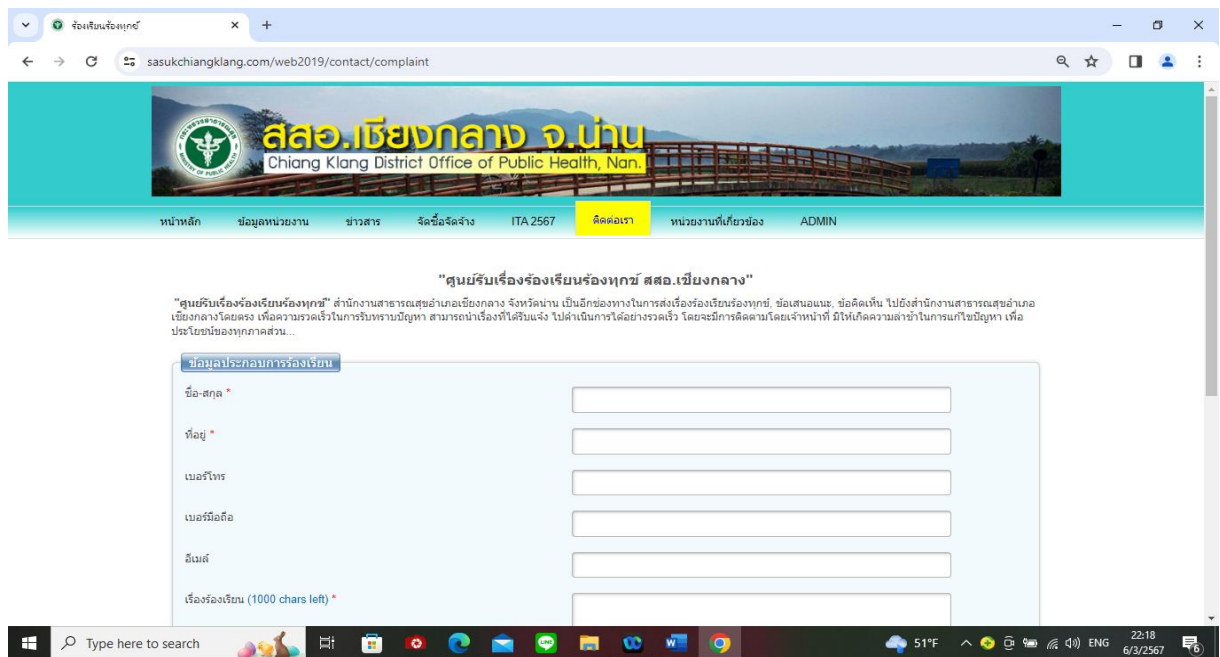 ร้องเรียนร้องทุกข์
sasukchiangklang.com/web2019/contact/complaint
สสอ.เชียงกลาง จ.น่าน
Chiang Klang District Office of Public Health, Nan.
หน้าหลัก ข้อมูลหน่วยงาน ข่าวสาร จัดซื้อจัดจ้าง ITA 2567 ติดต่อเรา หน่วยงานที่เกี่ยวข้อง ADMIN
"ศูนย์รับเรื่องร้องเรียนร้องทุกข์ สสอ.เชียงกลาง"
"ศูนย์รับเรื่องร้องเรียนร้องทุกข์" สำนักงานสาธารณสุขอำเภอเชียงกลาง จังหวัดน่าน เป็นอีกช่องทางในการส่งเรื่องร้องเรียนร้องทุกข์, ข้อเสนอแนะ, ข้อคิดเห็น ไปยังสำนักงานสาธารณสุขอำเภอ
เชียงกลางโดยตรง เพื่อความรวดเร็วในการรับทราบปัญหา สามารถนำเรื่องที่ได้รับแจ้ง ไปดำเนินการได้อย่างรวดเร็ว โดยจะมีการติดตามโดยเจ้าหน้าที่ มิให้เกิดความล่าช้าในการแก้ไขปัญหา เพื่อ
ประโยชน์ของทุกภาคส่วน...
ข้อมูลประกอบการร้องเรียน
ชื่อ-สกุล *
ที่อยู่ *
เบอร์โทร
เบอร์มือถือ
อีเมล์
เรื่องร้องเรียน (1000 chars left) *
Type here to search
51°F
ENG
22:18
6/3/2567
6